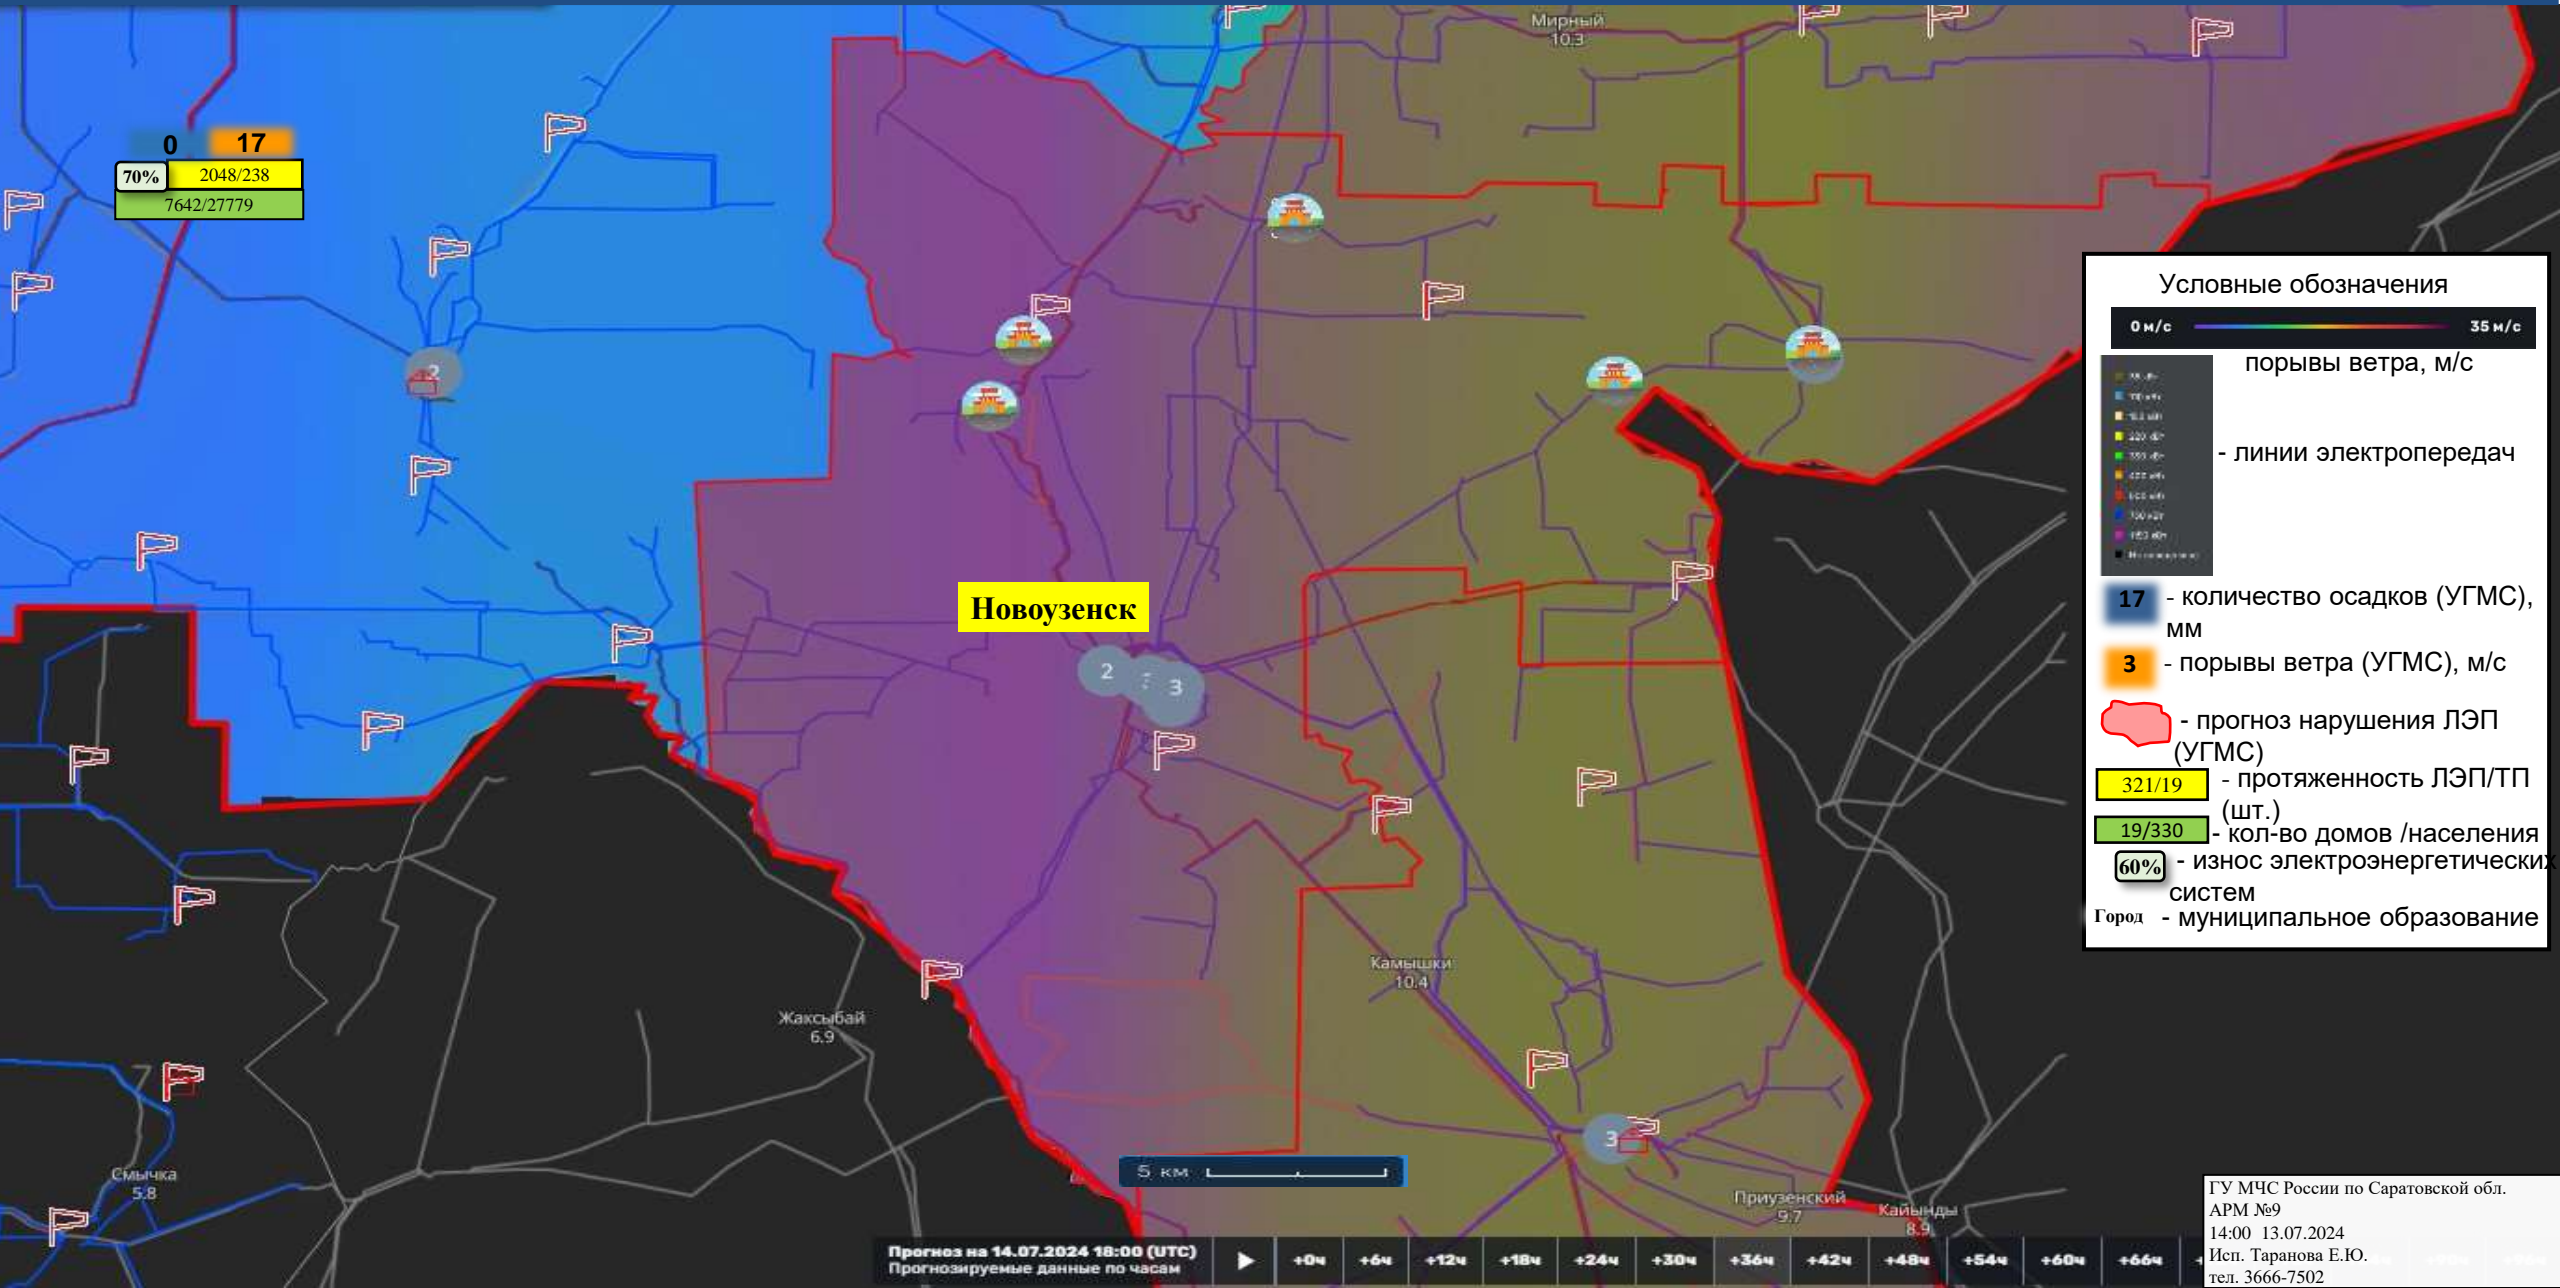 Мирный
10.3
0 17
70% 2048/238
7642/27779
2
Новоузенск
2
3
Камышки
10.4
Жаксыбай
6.9
Смычка
5.8
3
Приузенский
9.7
Кайынды
8.9
5 км
Условные обозначения
0 м/с 35 м/с
порывы ветра, м/с
- линии электропередач
17 - количество осадков (УГМС),
мм
3 - порывы ветра (УГМС), м/с
- прогноз нарушения ЛЭП
(УГМС)
321/19 - протяженность ЛЭП/ТП
(шт.)
19/330 - кол-во домов /населения
60% - износ электроэнергетических
систем
Город - муниципальное образование
Прогноз на 14.07.2024 18:00 (UTC)
Прогнозируемые данные по часам
+0ч +6ч +12ч +18ч +24ч +30ч +36ч +42ч +48ч +54ч +60ч +66ч
ГУ МЧС России по Саратовской обл.
АРМ №9
14:00 13.07.2024
Исп. Таранова Е.Ю.
тел. 3666-7502